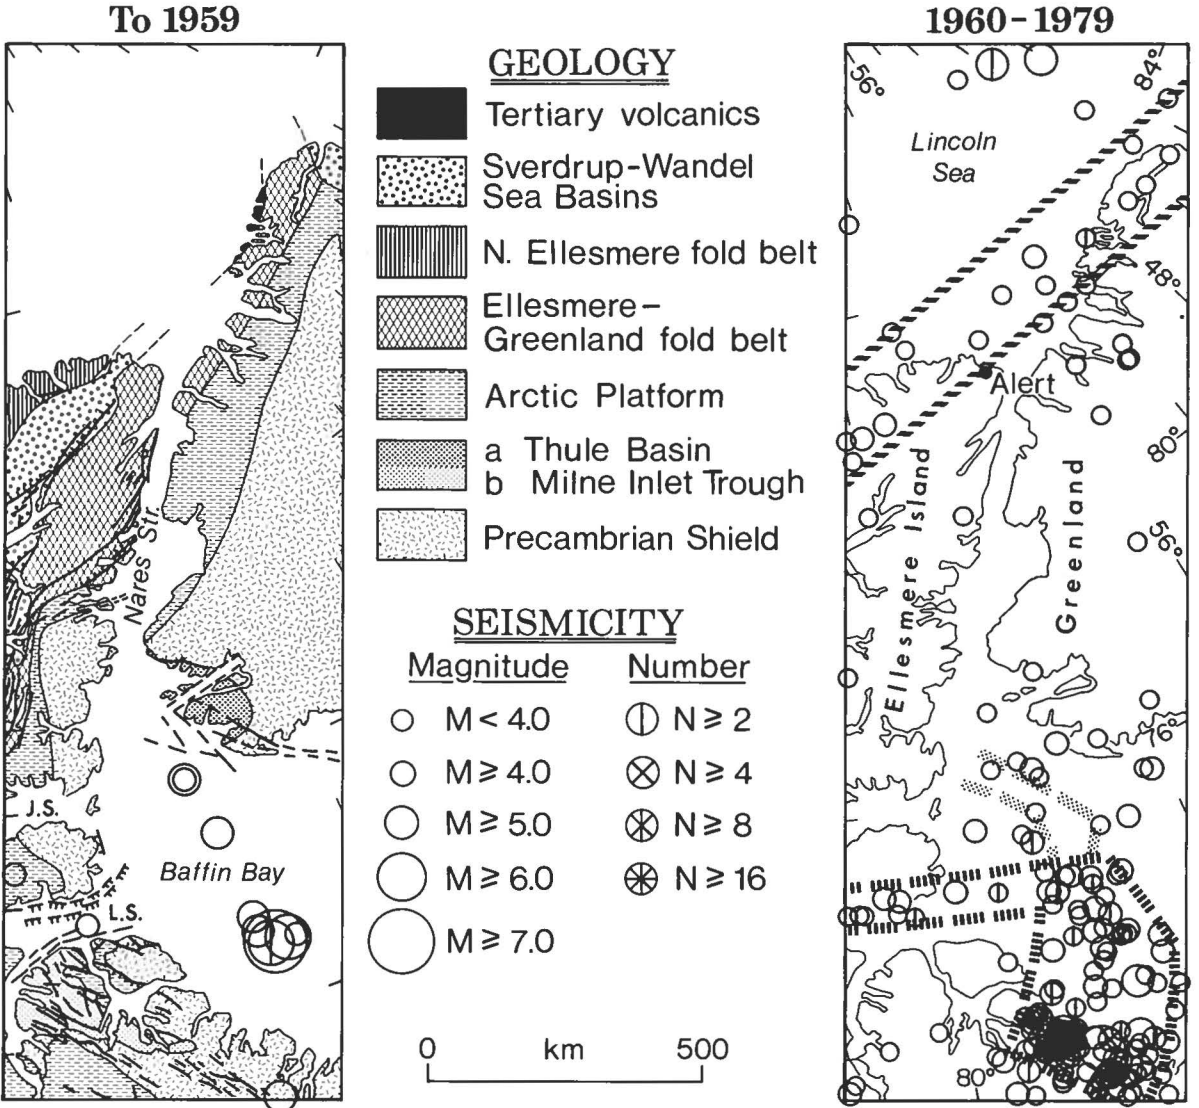 To 1959
Nares Str.
J.S.
Baffin Bay
L.S.
GEOLOGY
Tertiary volcanics
Sverdrup-Wandel
Sea Basins
N. Ellesmere fold belt
Ellesmere–
Greenland fold belt
Arctic Platform
a Thule Basin
b Milne Inlet Trough
Precambrian Shield
SEISMICITY
Magnitude
Number
M < 4.0
N ≥ 2
M ≥ 4.0
N ≥ 4
M ≥ 5.0
N ≥ 8
M ≥ 6.0
N ≥ 16
M ≥ 7.0
0 km 500
1960-1979
56°
84°
Lincoln
Sea
48°
Alert
80°
Ellesmere Island
Greenland
56°
76°
80°